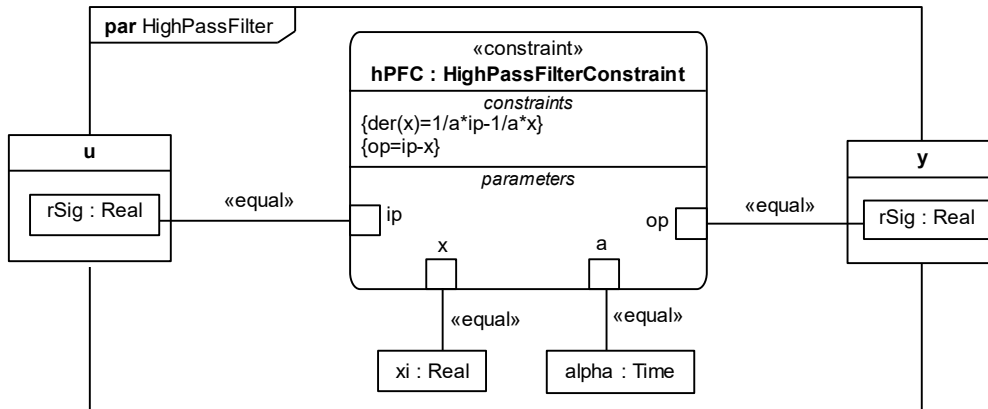 par HighPassFilter
«constraint»
hPFC : HighPassFilterConstraint
constraints
{der(x)=1/a*ip-1/a*x}
{op=ip-x}
parameters
u
rSig : Real
«equal»
ip
x
a
op
«equal»
y
rSig : Real
«equal»
«equal»
xi : Real
alpha : Time